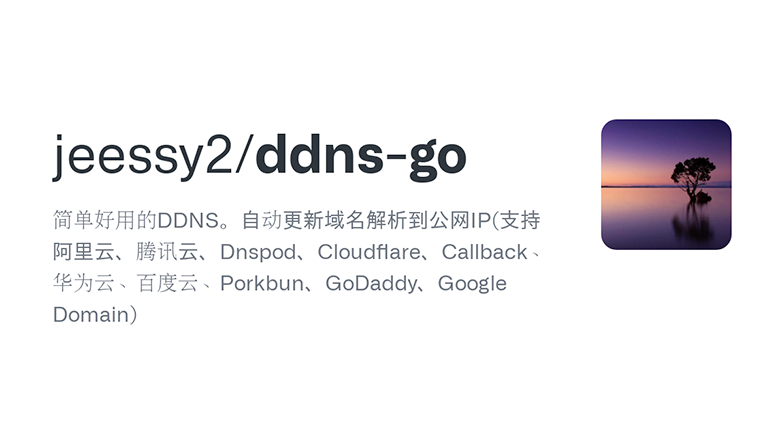 jeessy2/ddns-go
简单好用的DDNS。自动更新域名解析到公网IP(支持
阿里云、腾讯云、Dnspod、Cloudflare、Callback、
华为云、百度云、Porkbun、GoDaddy、Google
Domain)